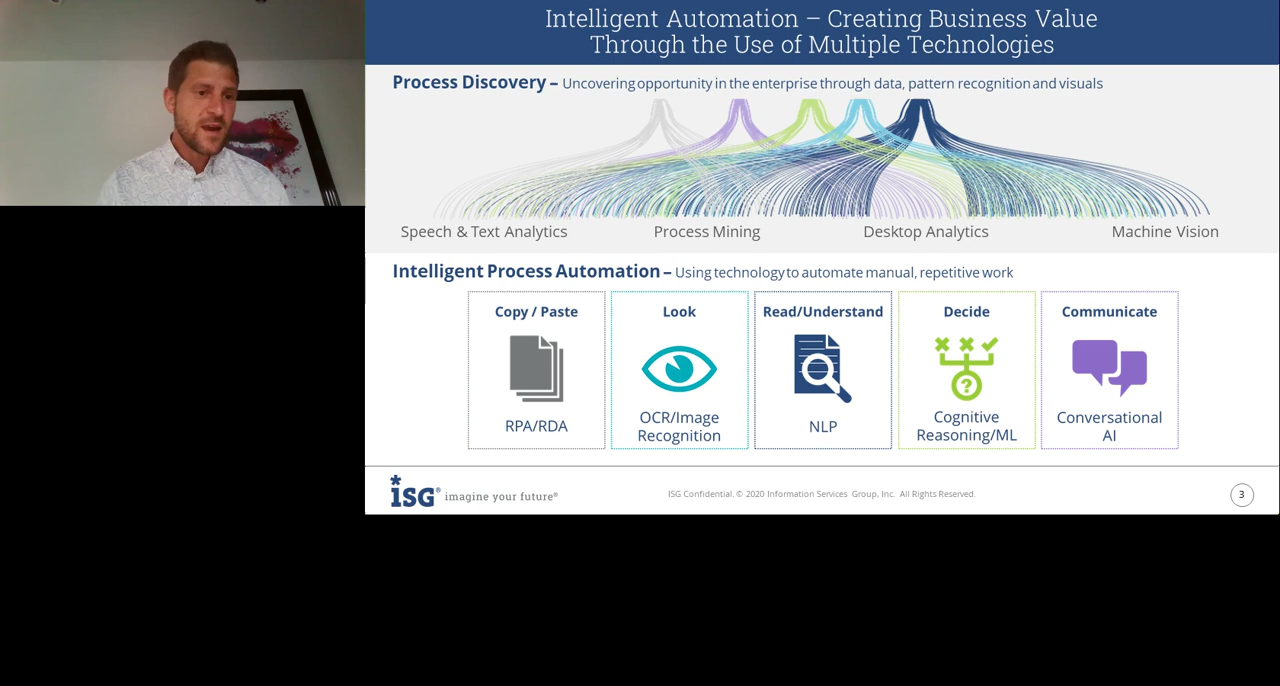 Intelligent Automation – Creating Business Value
Through the Use of Multiple Technologies
Process Discovery – Uncovering opportunity in the enterprise through data, pattern recognition and visuals
Speech & Text Analytics
Process Mining
Desktop Analytics
Machine Vision
Intelligent Process Automation – Using technology to automate manual, repetitive work
Copy / Paste
RPA/RDA
Look
OCR/Image
Recognition
Read/Understand
NLP
Decide
?
Cognitive
Reasoning/ML
Communicate
Conversational
AI
*ISG® imagine your future®
ISG Confidential. © 2020 Information Services Group, Inc. All Rights Reserved.
3